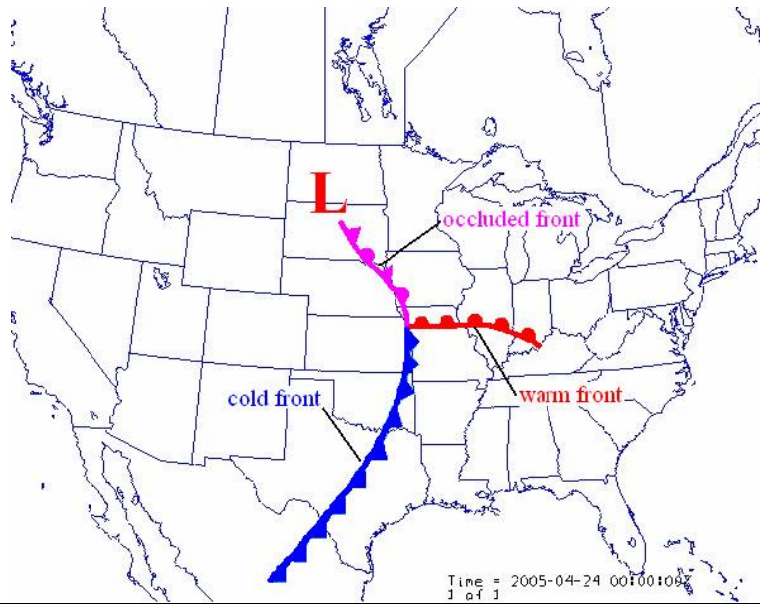 L
occluded front
cold front
warm front
Time = 2005-04-24 00:00:00Z
1 of 1